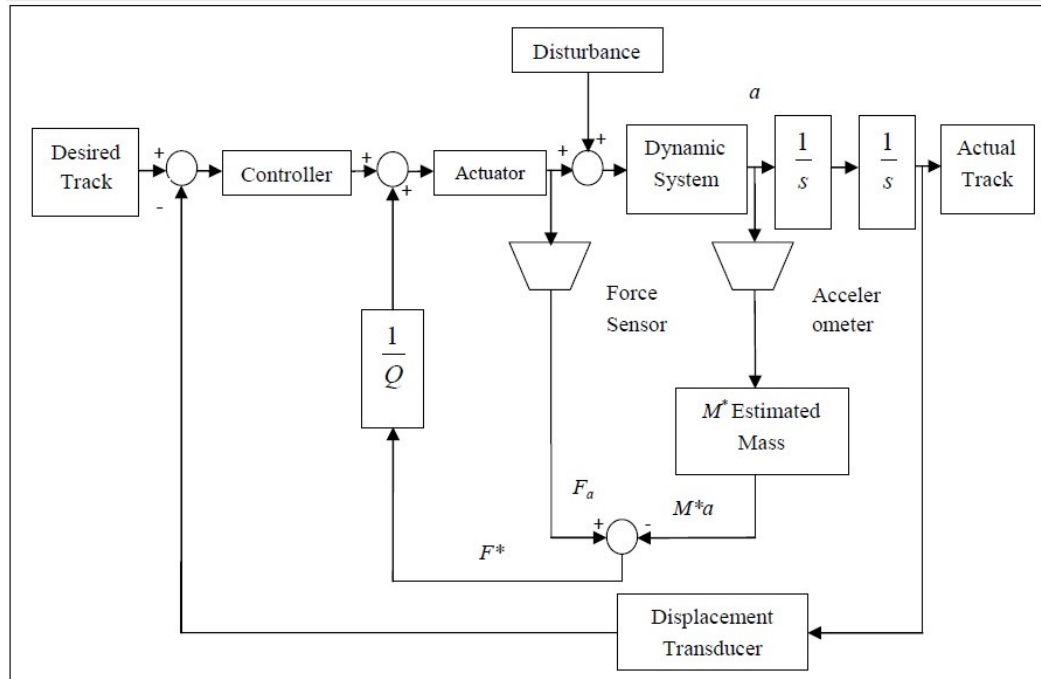 Disturbance
a
Desired
Track
+
-
Controller
+
+
Actuator
+
+
Dynamic
System
1
s
1
s
Actual
Track
Force
Sensor
Acceler
ometer
1
Q
M* Estimated
Mass
Fa
M*a
+
-
F*
Displacement
Transducer